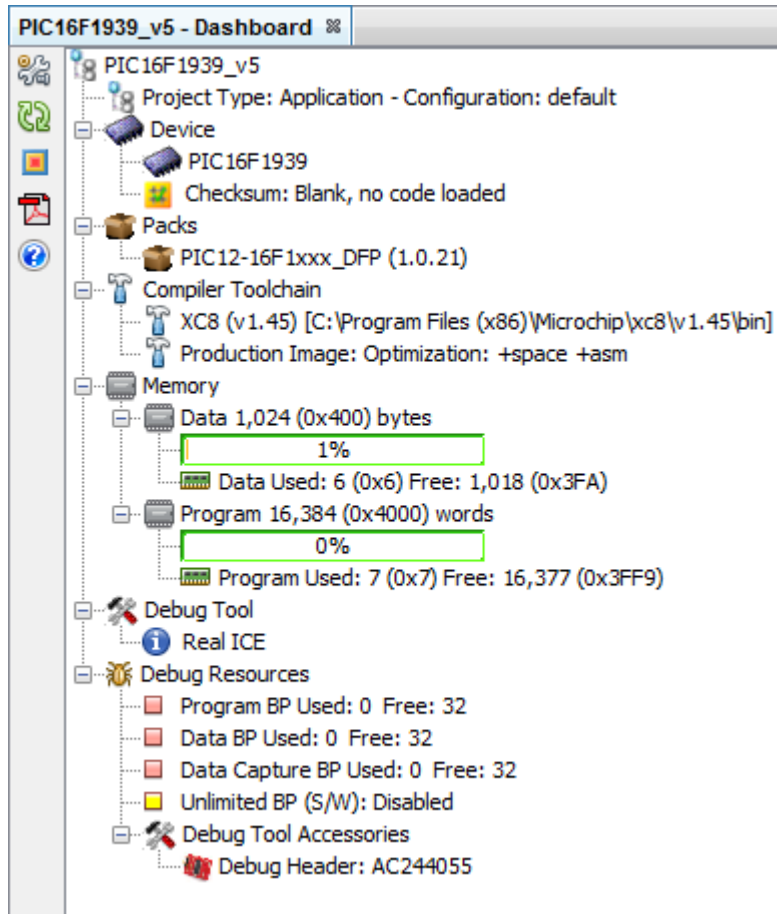 PIC16F1939_v5 - Dashboard
PIC16F1939_v5
Project Type: Application - Configuration: default
Device
PIC16F1939
Checksum: Blank, no code loaded
Packs
PIC12-16F1xxx_DFP (1.0.21)
Compiler Toolchain
XC8 (v1.45) [C:\Program Files (x86)\Microchip\xc8\v1.45\bin]
Production Image: Optimization: +space +asm
Memory
Data 1,024 (0x400) bytes
1%
Data Used: 6 (0x6) Free: 1,018 (0x3FA)
Program 16,384 (0x4000) words
0%
Program Used: 7 (0x7) Free: 16,377 (0x3FF9)
Debug Tool
Real ICE
Debug Resources
Program BP Used: 0 Free: 32
Data BP Used: 0 Free: 32
Data Capture BP Used: 0 Free: 32
Unlimited BP (S/W): Disabled
Debug Tool Accessories
Debug Header: AC244055